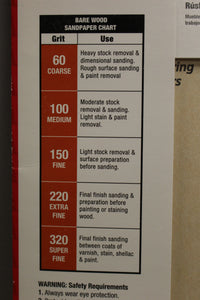 Rúst
Mueble
trabajos
BARE WOOD
SANDPAPER CHART
Grit Use
60
COARSE
Heavy stock removal &
dimensional sanding.
Rough surface sanding
& paint removal
100
MEDIUM
Moderate stock
removal & sanding.
Light stain & paint
removal.
150
FINE
Light stock removal &
surface preparation
before sanding.
220
EXTRA
FINE
Final finish sanding &
preparation before
painting or staining
wood.
320
SUPER
FINE
Final finish sanding
between coats of
varnish, stain, shellac &
paint.
WARNING: Safety Requirements
1. Always wear eye protection.